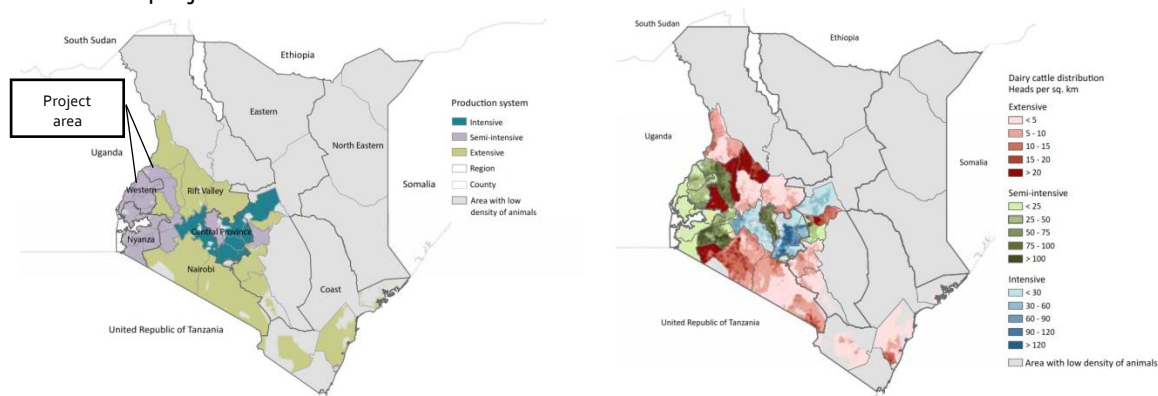 South Sudan
Ethiopia
Project
area
Eastern
Uganda
North Eastern
Western
Rift Valley
Somalia
Central Province
Nyanza
Nairobi
Coast
United Republic of Tanzania
Production system
Intensive
Semi-intensive
Extensive
Region
County
Area with low
density of animals
South Sudan
Ethiopia
Uganda
Somalia
United Republic of Tanzania
Dairy cattle distribution
Heads per sq. km
Extensive
< 5
5 - 10
10 - 15
15 - 20
> 20
Semi-intensive
< 25
25 - 50
50 - 75
75 - 100
> 100
Intensive
< 30
30 - 60
60 - 90
90 - 120
> 120
Area with low density of animals